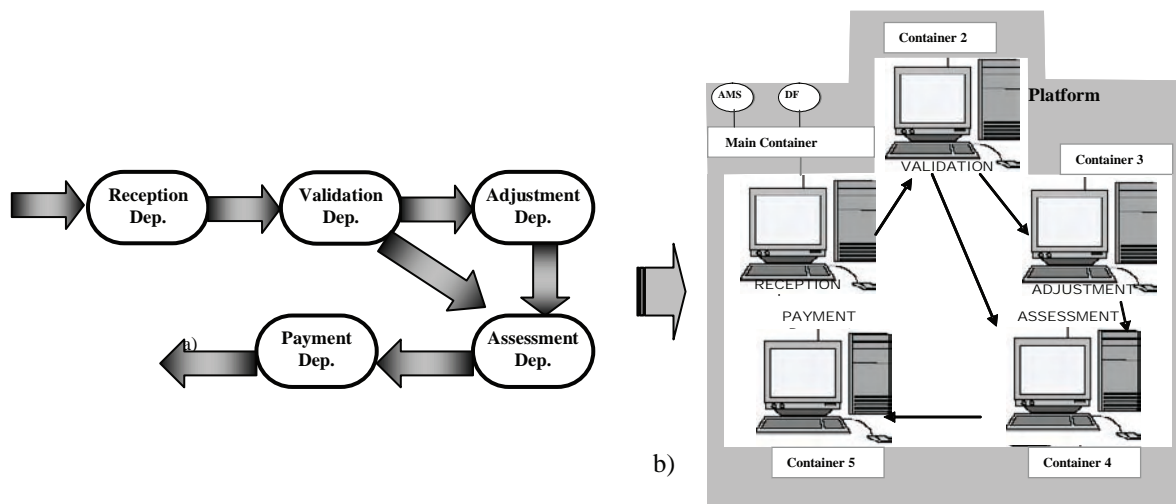 Reception
Dep.
Validation
Dep.
Adjustment
Dep.
Payment
Dep.
Assessment
Dep.
a)
Container 2
AMS
DF
Platform
Main Container
VALIDATION
Container 3
RECEPTION
ADJUSTMENT
PAYMENT
ASSESSMENT
b)
Container 5
Container 4